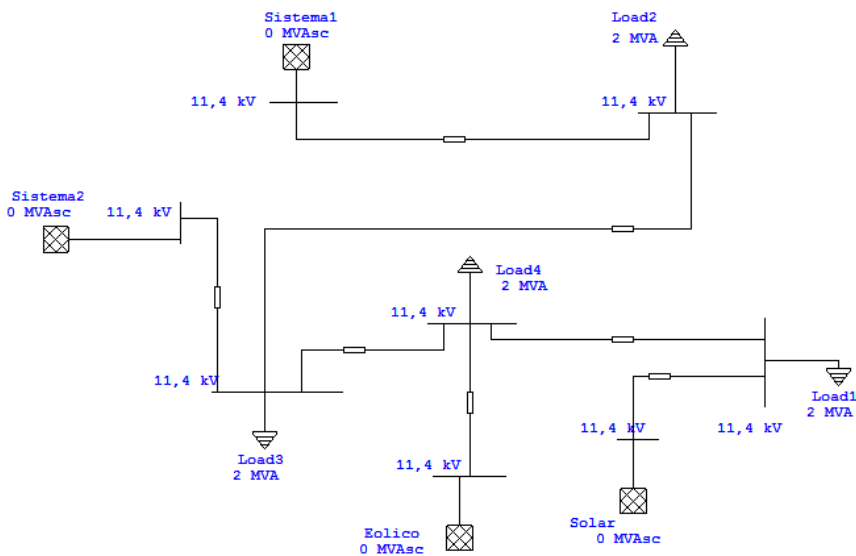 Sistema1
0 MVAsc
11,4 kV
Load2
2 MVA
11,4 kV
Sistema2
0 MVAsc
11,4 kV
Load4
2 MVA
11,4 kV
11,4 kV
Load3
2 MVA
Load1
2 MVA
11,4 kV
11,4 kV
11,4 kV
Eolico
0 MVAsc
Solar
0 MVAsc